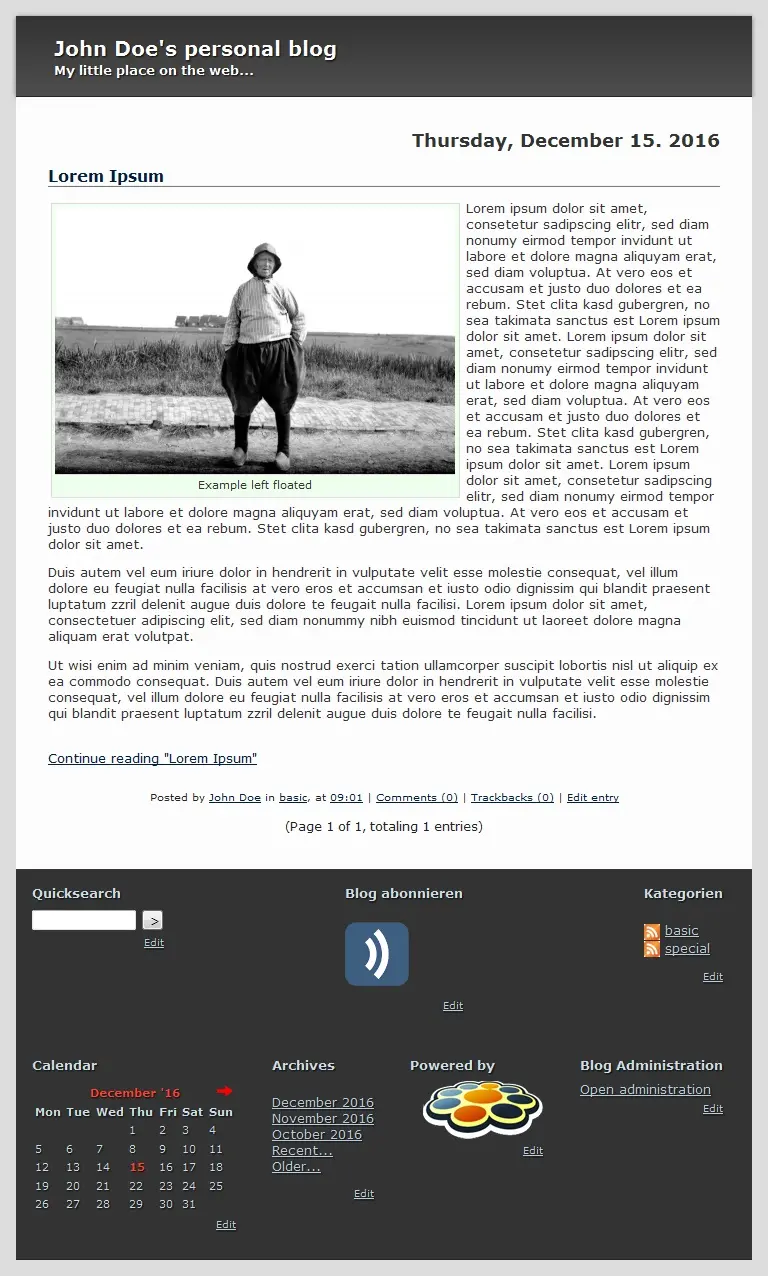 John Doe's personal blog
My little place on the web...
Thursday, December 15. 2016
Lorem Ipsum
Lorem ipsum dolor sit amet,
consetetur sadipscing elitr, sed diam
nonumy eirmod tempor invidunt ut
labore et dolore magna aliquyam erat,
sed diam voluptua. At vero eos et
accusam et justo duo dolores et ea
rebum. Stet clita kasd gubergren, no
sea takimata sanctus est Lorem ipsum
dolor sit amet. Lorem ipsum dolor sit
amet, consetetur sadipscing elitr, sed
diam nonumy eirmod tempor invidunt
ut labore et dolore magna aliquyam
erat, sed diam voluptua. At vero eos
et accusam et justo duo dolores et
ea rebum. Stet clita kasd gubergren,
no sea takimata sanctus est Lorem
ipsum dolor sit amet. Lorem ipsum
dolor sit amet, consetetur sadipscing
elitr, sed diam nonumy eirmod tempor
Example left floated
invidunt ut labore et dolore magna aliquyam erat, sed diam voluptua. At vero eos et accusam et
justo duo dolores et ea rebum. Stet clita kasd gubergren, no sea takimata sanctus est Lorem ipsum
dolor sit amet.
Duis autem vel eum iriure dolor in hendrerit in vulputate velit esse molestie consequat, vel illum
dolore eu feugiat nulla facilisis at vero eros et accumsan et iusto odio dignissim qui blandit praesent
luptatum zzril delenit augue duis dolore te feugait nulla facilisi. Lorem ipsum dolor sit amet,
consectetuer adipiscing elit, sed diam nonummy nibh euismod tincidunt ut laoreet dolore magna
aliquam erat volutpat.
Ut wisi enim ad minim veniam, quis nostrud exerci tation ullamcorper suscipit lobortis nisl ut aliquip ex
ea commodo consequat. Duis autem vel eum iriure dolor in hendrerit in vulputate velit esse molestie
consequat, vel illum dolore eu feugiat nulla facilisis at vero eros et accumsan et iusto odio dignissim
qui blandit praesent luptatum zzril delenit augue duis dolore te feugait nulla facilisi.
Continue reading "Lorem Ipsum"
Posted by John Doe in basic, at 09:01 | Comments (0) | Trackbacks (0) | Edit entry
(Page 1 of 1, totaling 1 entries)
Quicksearch
>
Edit
Blog abonnieren
Edit
Kategorien
basic
special
Edit
Calendar
December '16
Mon Tue Wed Thu Fri Sat Sun
1 2 3 4
5 6 7 8 9 10 11
12 13 14 15 16 17 18
19 20 21 22 23 24 25
26 27 28 29 30 31
Edit
Archives
December 2016
November 2016
October 2016
Recent...
Older...
Edit
Powered by
Edit
Blog Administration
Open administration
Edit